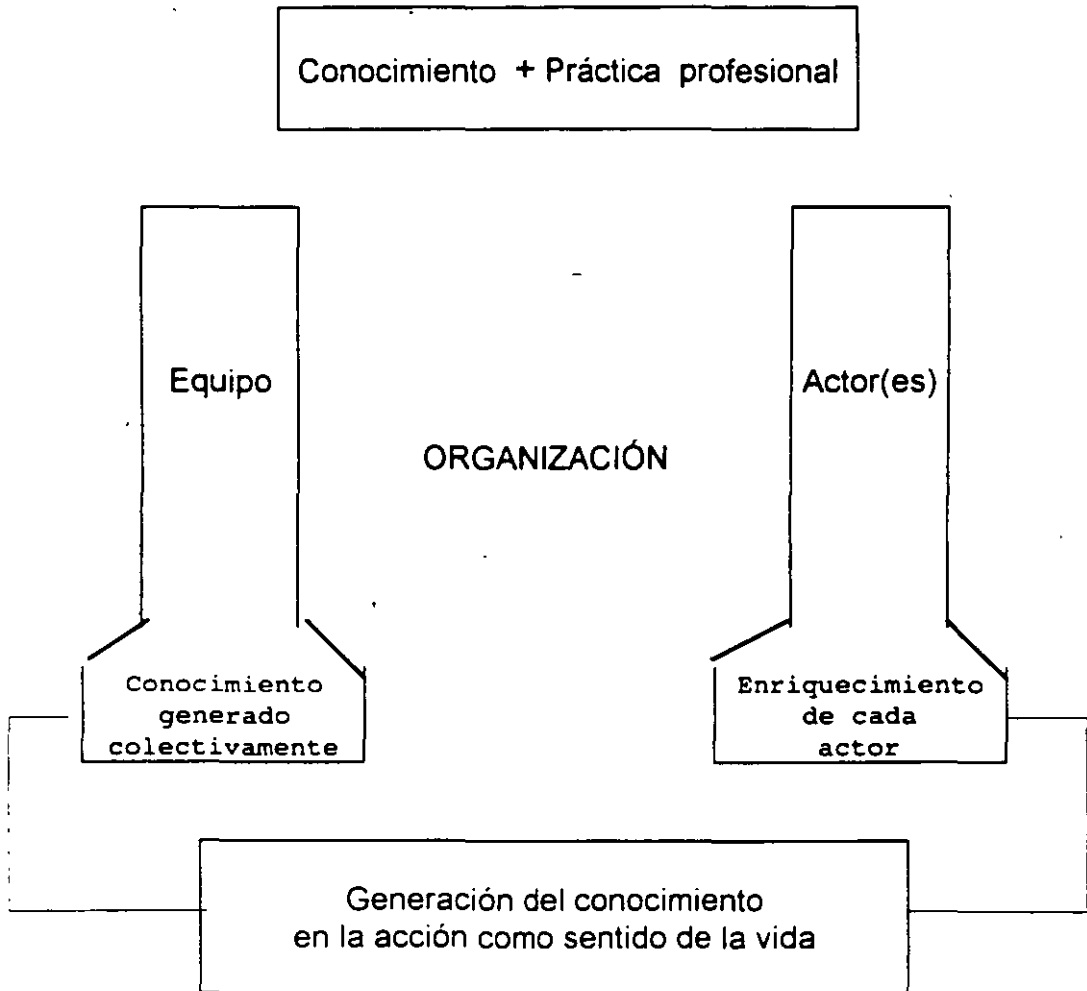 Conocimiento + Práctica profesional
Equipo
Actor(es)
ORGANIZACIÓN
Conocimiento
generado
colectivamente
Enriquecimiento
de cada
actor
Generación del conocimiento
en la acción como sentido de la vida